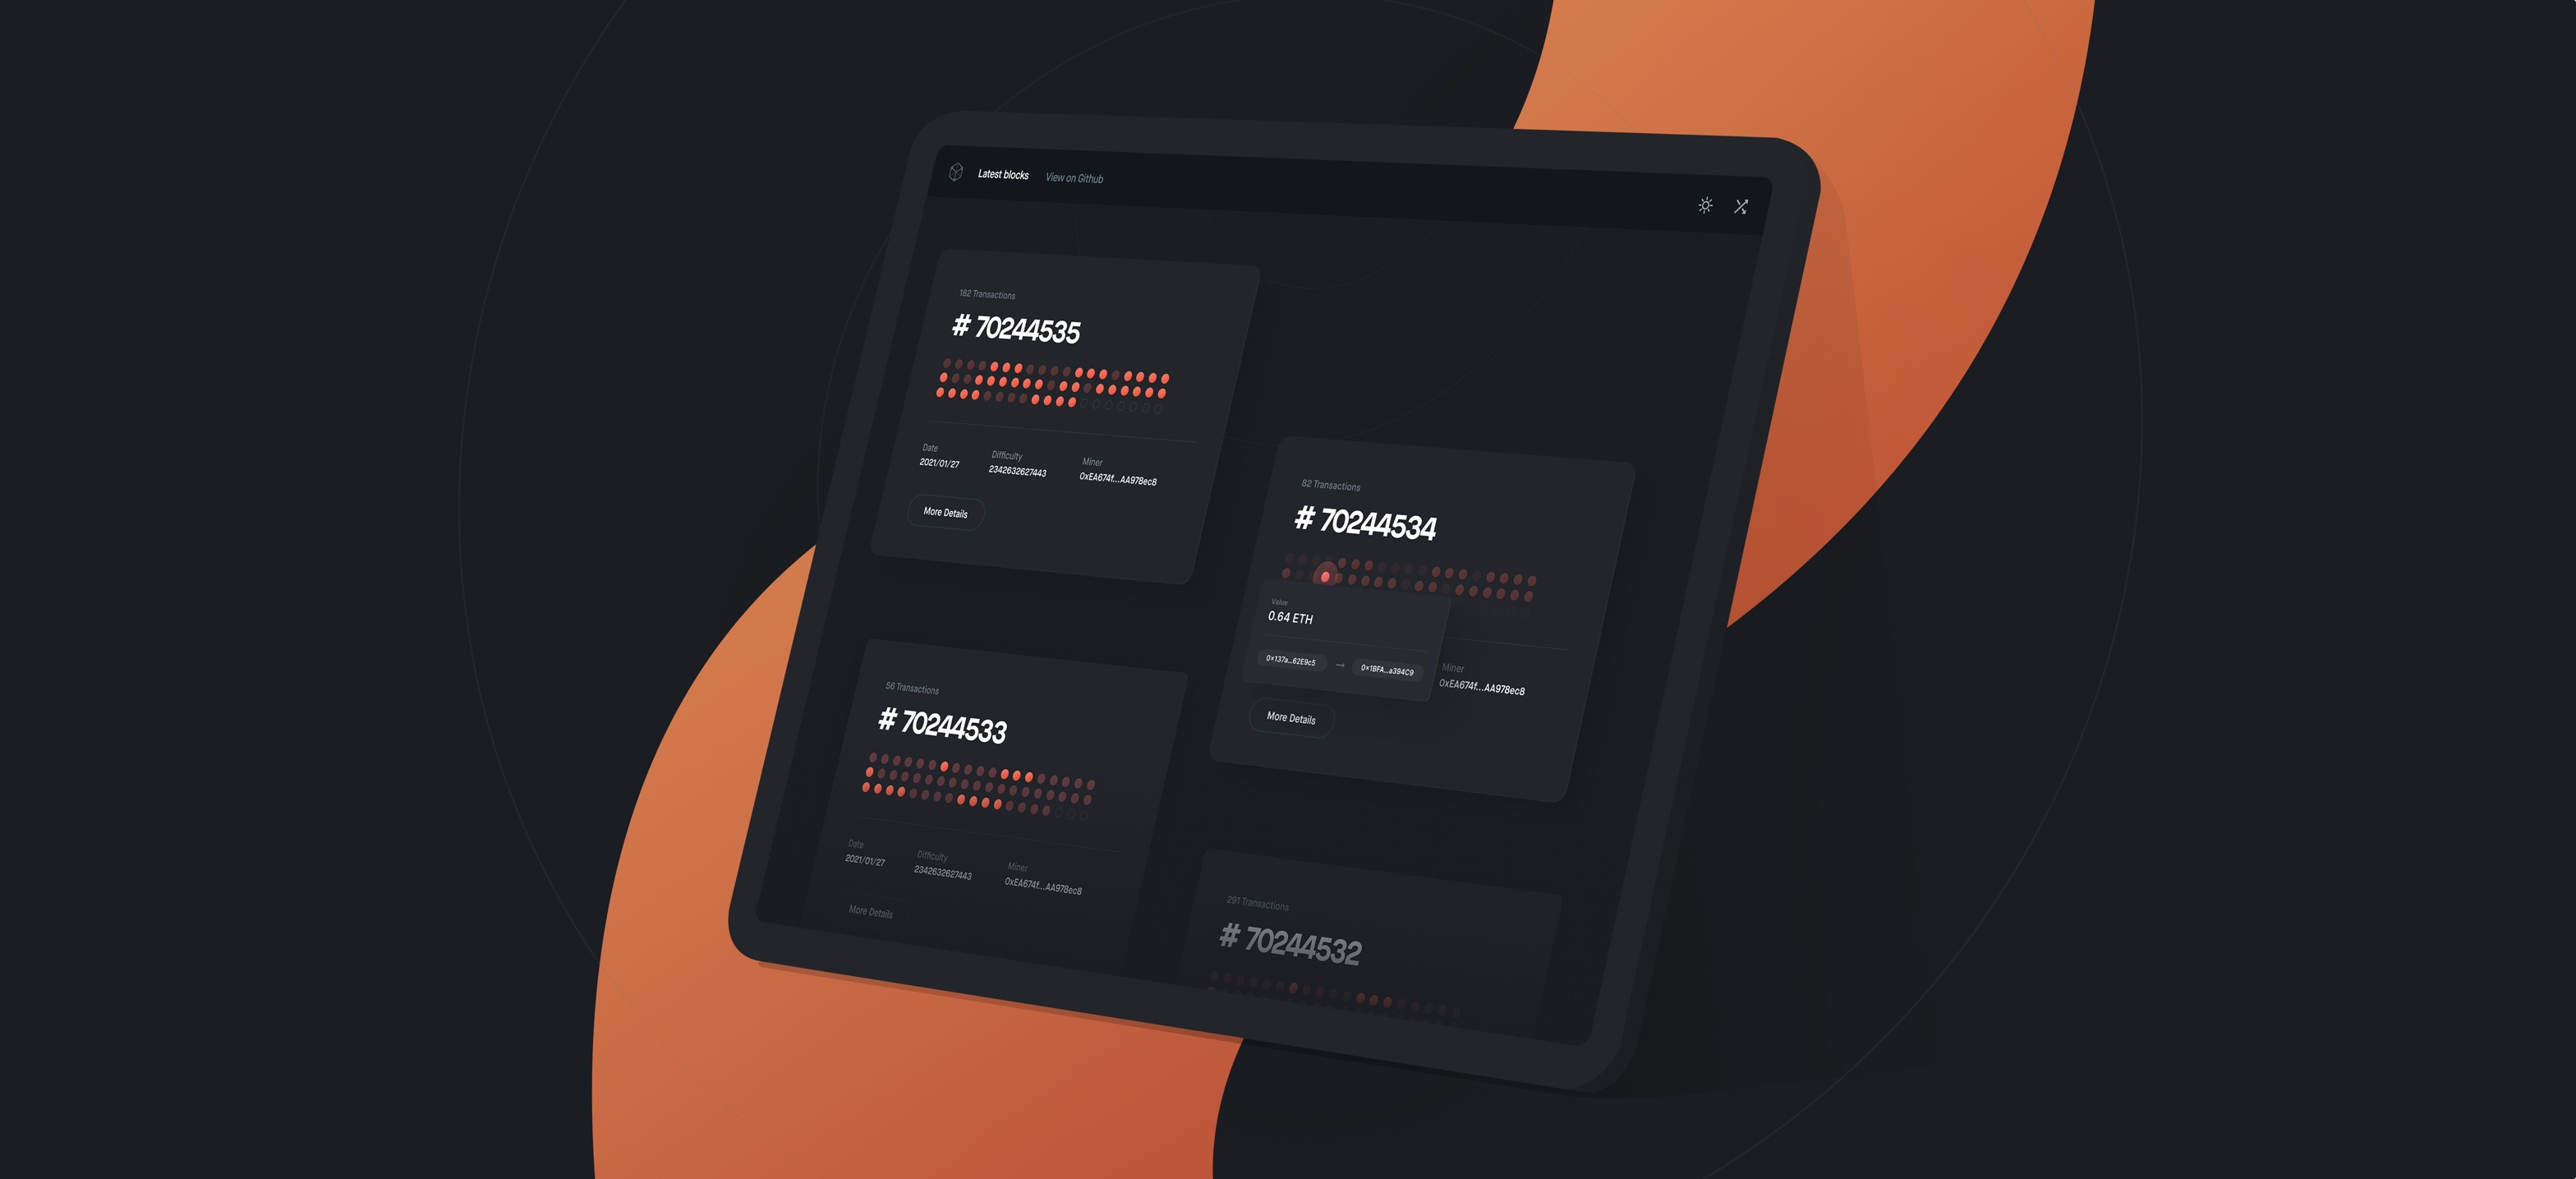 Latest blocks
View on Github
182 Transactions
# 70244535
Date
2021/01/27
Difficulty
2342632627443
Miner
0xEA674f...AA978ec8
More Details
82 Transactions
# 70244534
Value
0.64 ETH
0x137a...62E9c5 → 0x1BFA...a394C9
Miner
0xEA674f...AA978ec8
More Details
56 Transactions
# 70244533
Date
2021/01/27
Difficulty
2342632627443
Miner
0xEA674f...AA978ec8
More Details
291 Transactions
# 70244532